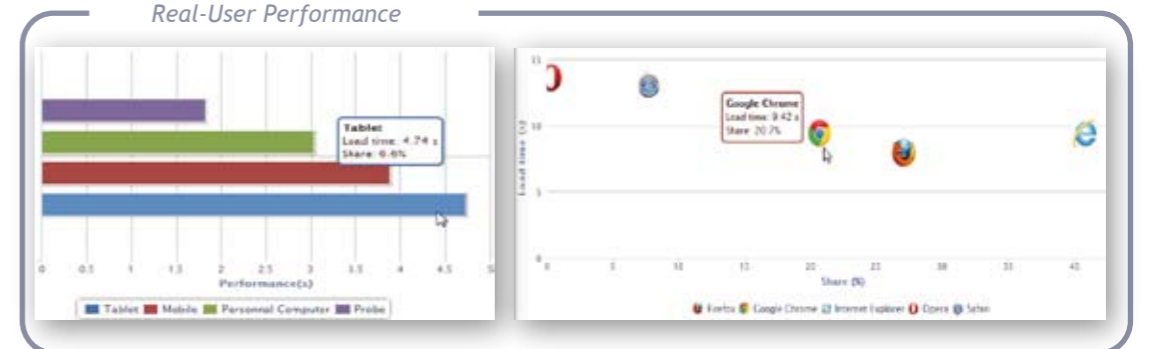 Real-User Performance
Tablet
Load time: 4.74 s
Share: 6.6%
0 0.5 1 1.5 2 2.5 3 3.5 4 4.5 5
Performance(s)
Tablet Mobile Personnal Computer Probe
15
10
5
0
Load time (s)
Google Chrome
Load time: 9.42 s
Share: 20.7%
0 5 10 15 20 25 30 35 40
Share (%)
Firefox Google Chrome Internet Explorer Opera Safari